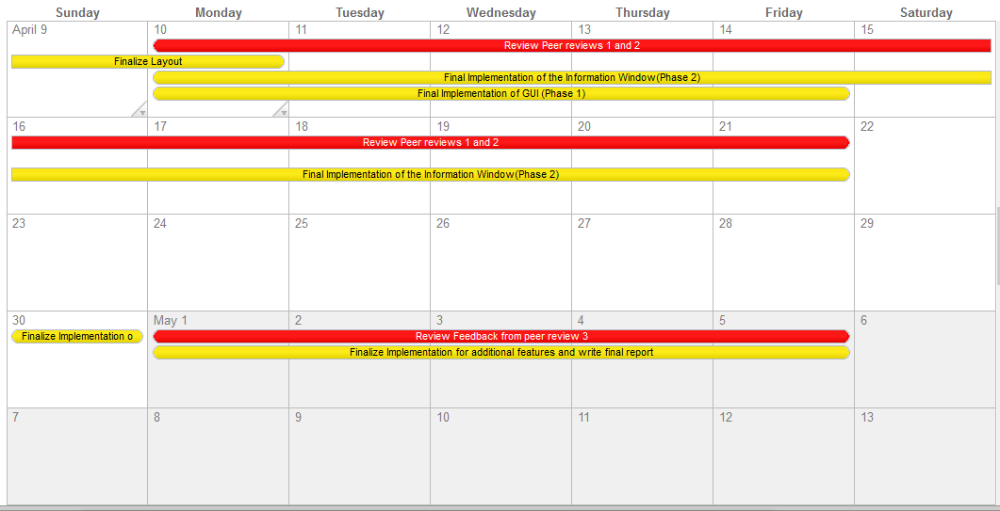 Sunday Monday Tuesday Wednesday Thursday Friday Saturday
April 9 10 11 12 13 14 15
Review Peer reviews 1 and 2
Finalize Layout
Final Implementation of the Information Window(Phase 2)
Final Implementation of GUI (Phase 1)
16 17 18 19 20 21 22
Review Peer reviews 1 and 2
Final Implementation of the Information Window(Phase 2)
23 24 25 26 27 28 29
30 May 1 2 3 4 5 6
Finalize Implementation o Review Feedback from peer review 3
Finalize Implementation for additional features and write final report
7 8 9 10 11 12 13